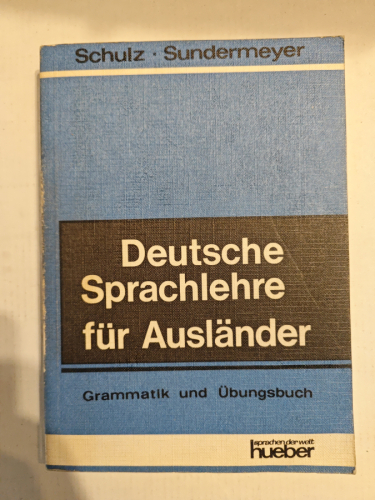 Schulz · Sundermeyer
Deutsche
Sprachlehre
für Ausländer
Grammatik und Übungsbuch
sprachen der welt
hueber